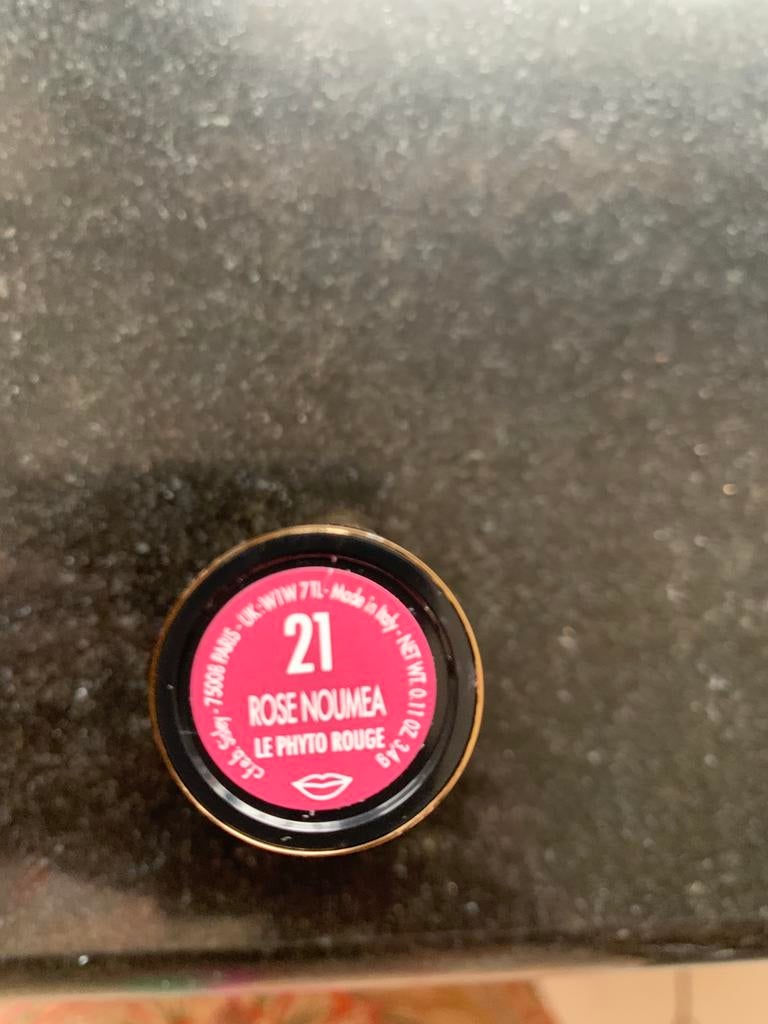 c.f.e.b. Sisley - 75008 PARIS - UK-W1W 7TL - Made in Italy - NET WT. 0.11 OZ. 3.4g
21
ROSE NOUMEA
LE PHYTO ROUGE